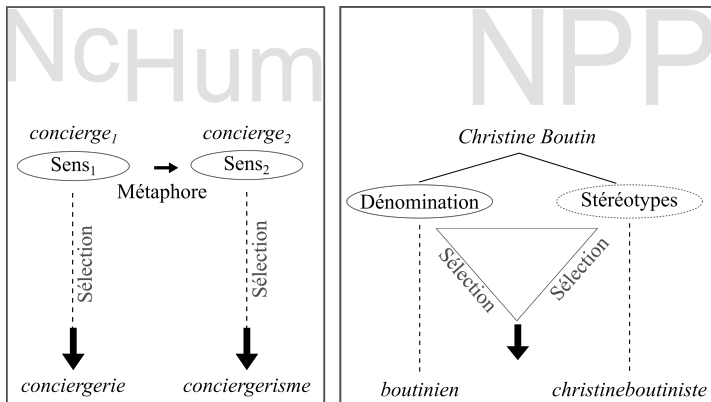 NcHum
concierge1 concierge2
Sens1 Sens2
Métaphore
Sélection Sélection
conciergerie conciergerisme
NPP
Christine Boutin
Dénomination Stéréotypes
Sélection Sélection
boutinien christineboutiniste